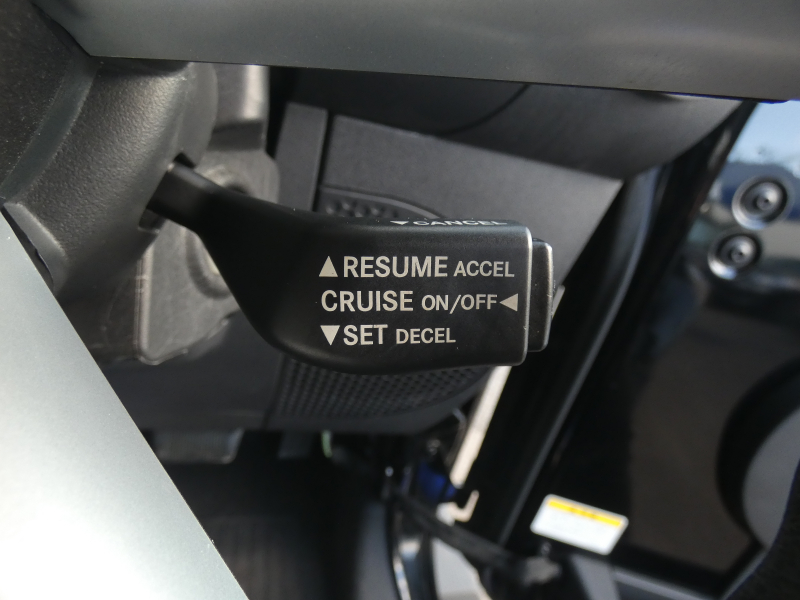 ▼CANCEL
▲RESUME ACCEL
CRUISE ON/OFF◀
▼SET DECEL